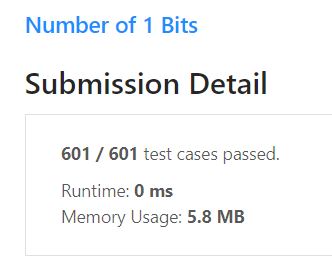 Number of 1 Bits
Submission Detail
601 / 601 test cases passed.
Runtime: 0 ms
Memory Usage: 5.8 MB